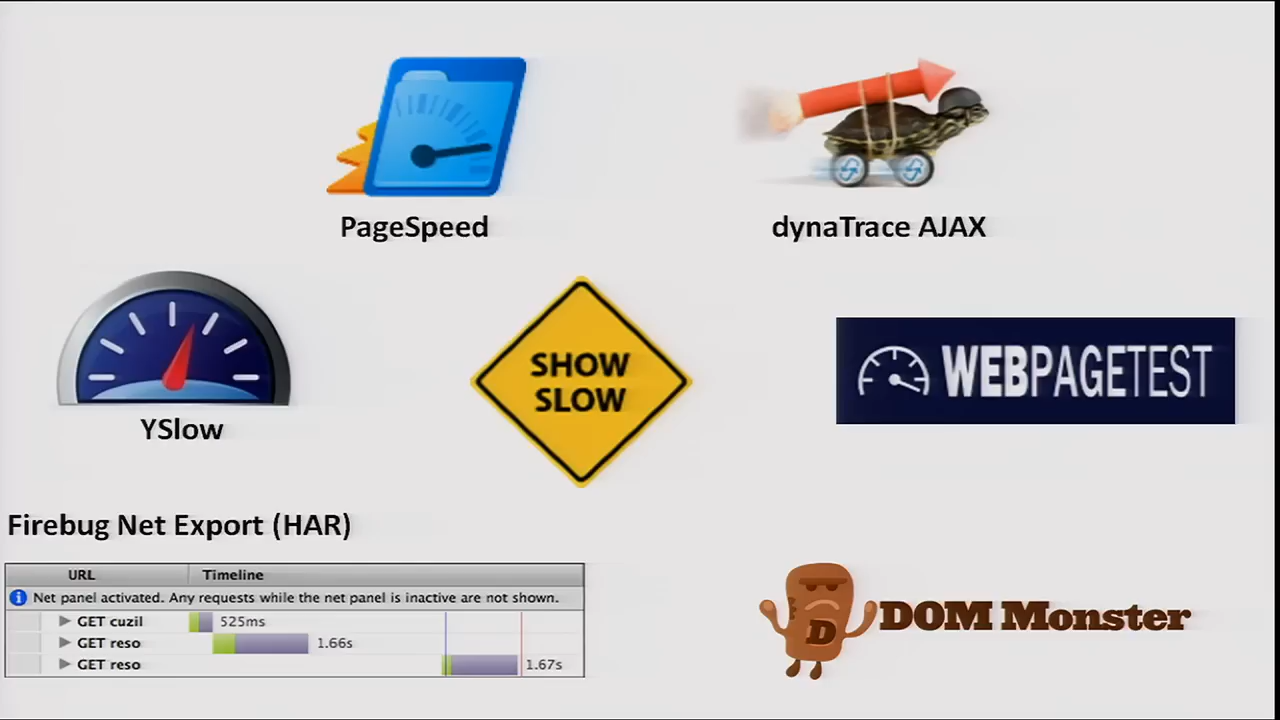 PageSpeed
dynaTrace AJAX
YSlow
SHOW
SLOW
WEBPAGETEST
Firebug Net Export (HAR)
URL Timeline
Net panel activated. Any requests while the net panel is inactive are not shown.
GET cuzil 525ms
GET reso 1.66s
GET reso 1.67s
D
DOM Monster